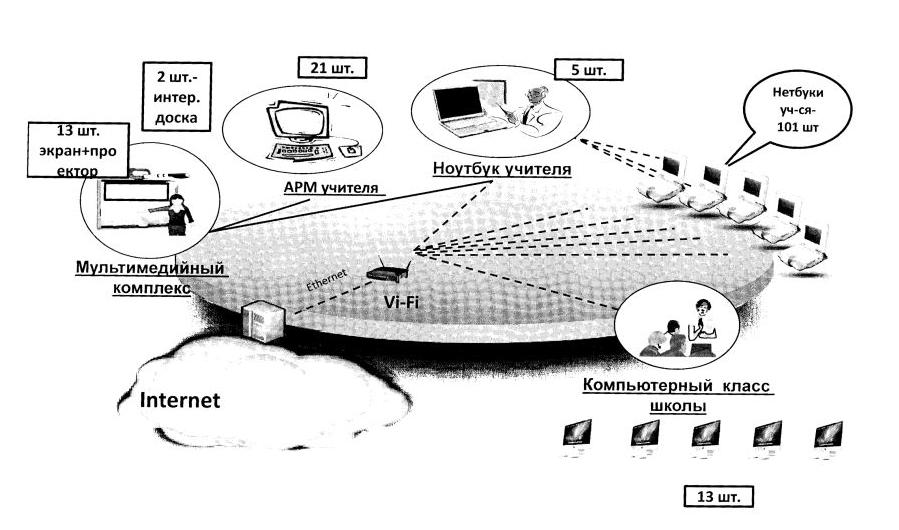 21 шт.
5 шт.
2 шт.-
интер.
доска
Нетбуки
уч-ся-
101 шт
13 шт.
экран+про
ектор
Ноутбук учителя
АРМ учителя
Мультимедийный
комплекс
Ethernet
Vi-Fi
Internet
Компьютерный класс
школы
13 шт.